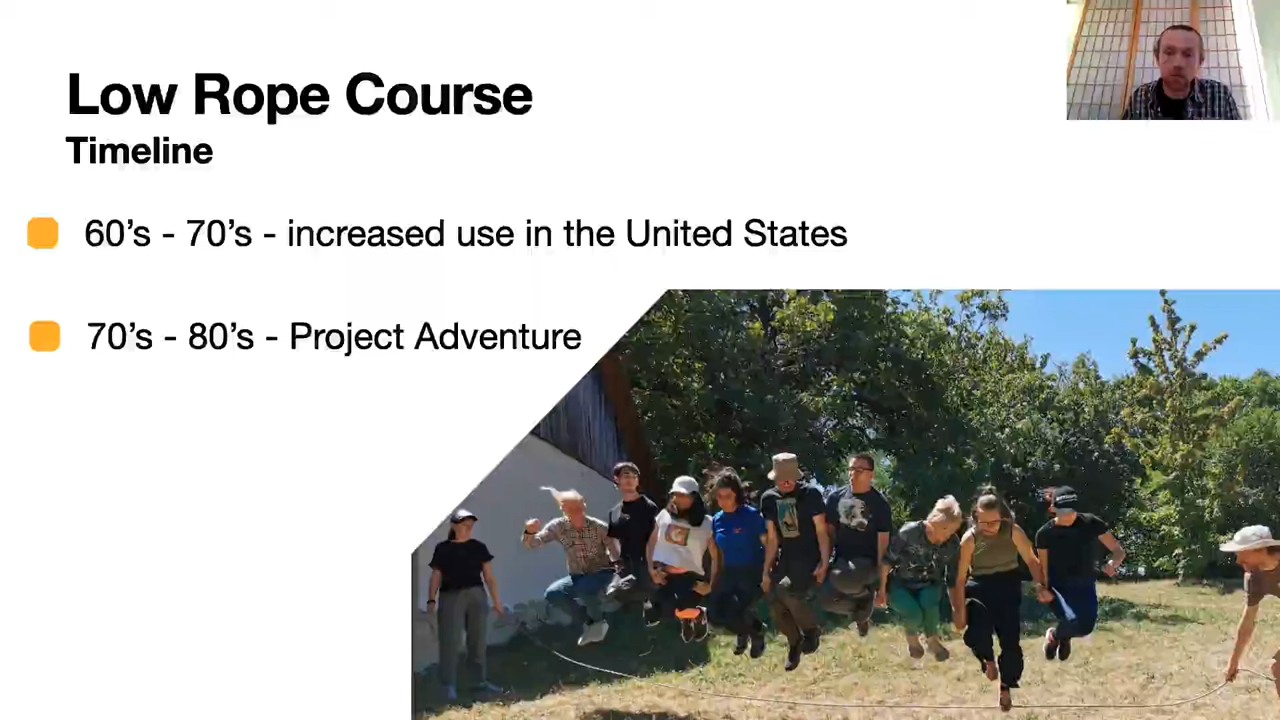 Low Rope Course
Timeline
60’s - 70’s - increased use in the United States
70’s - 80’s - Project Adventure